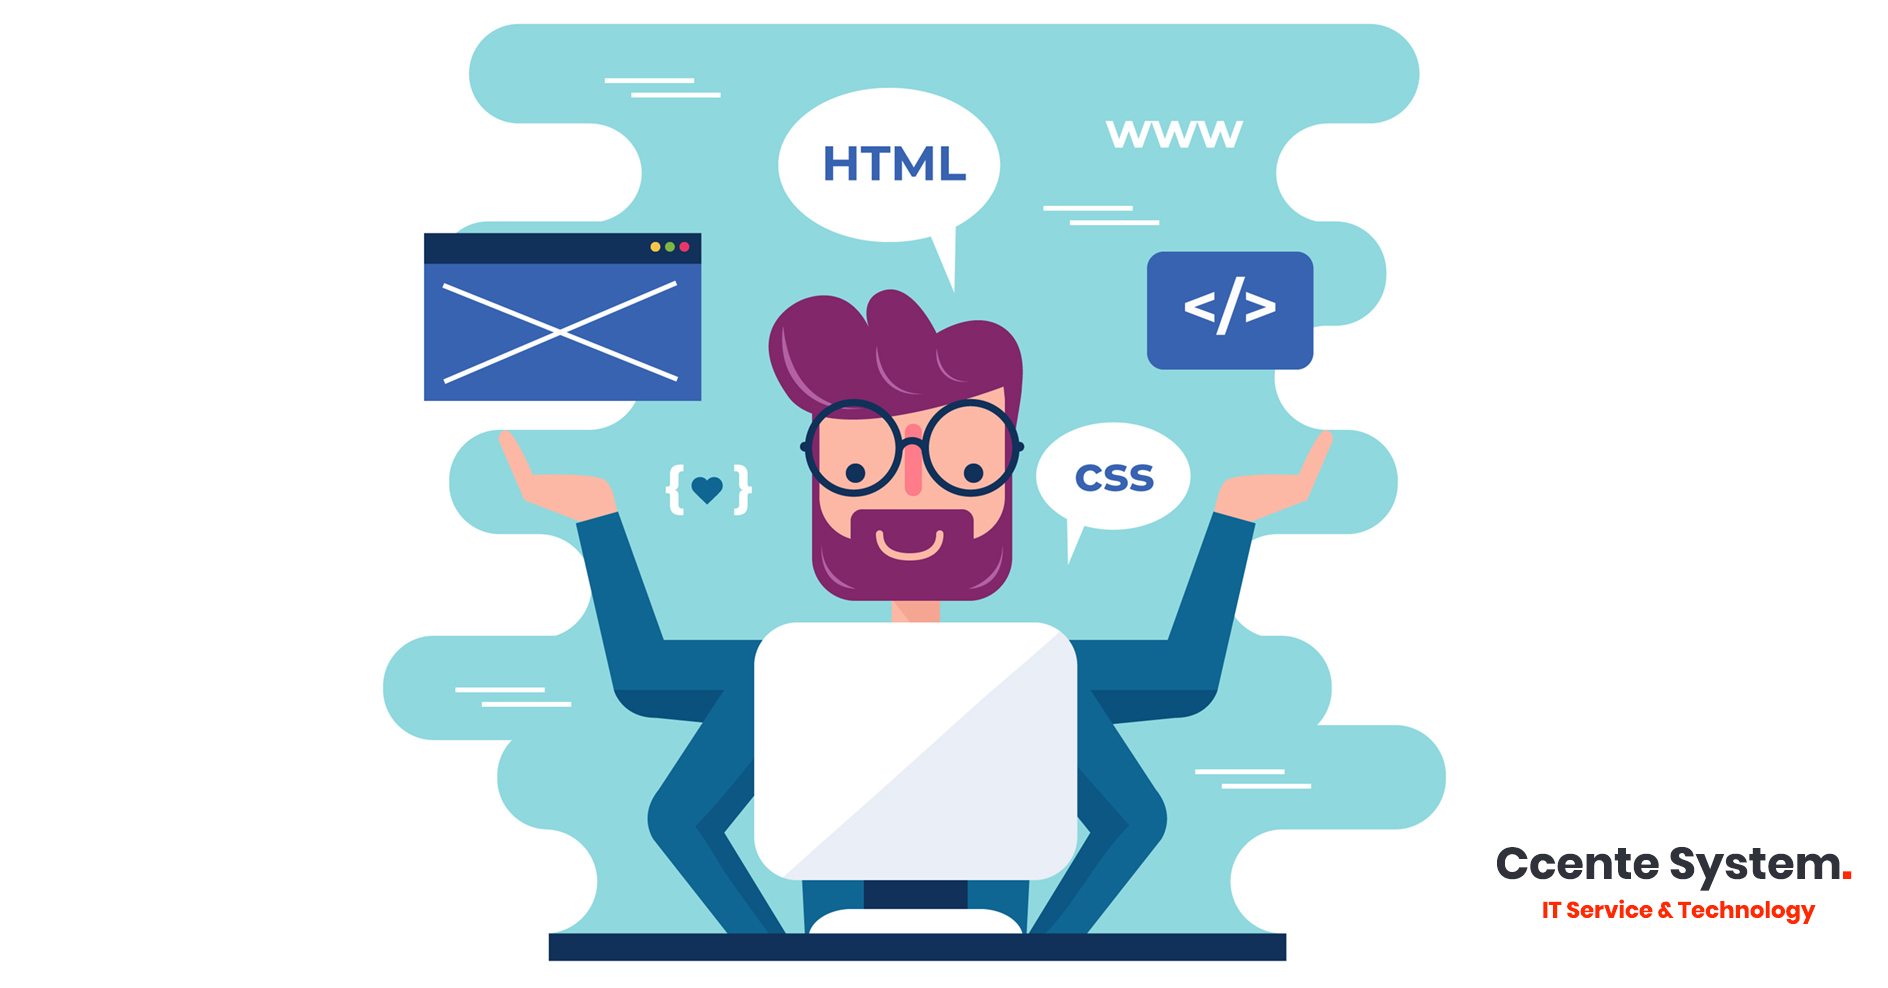 HTML
www
</>
{♥}
CSS
Ccente System.
IT Service & Technology